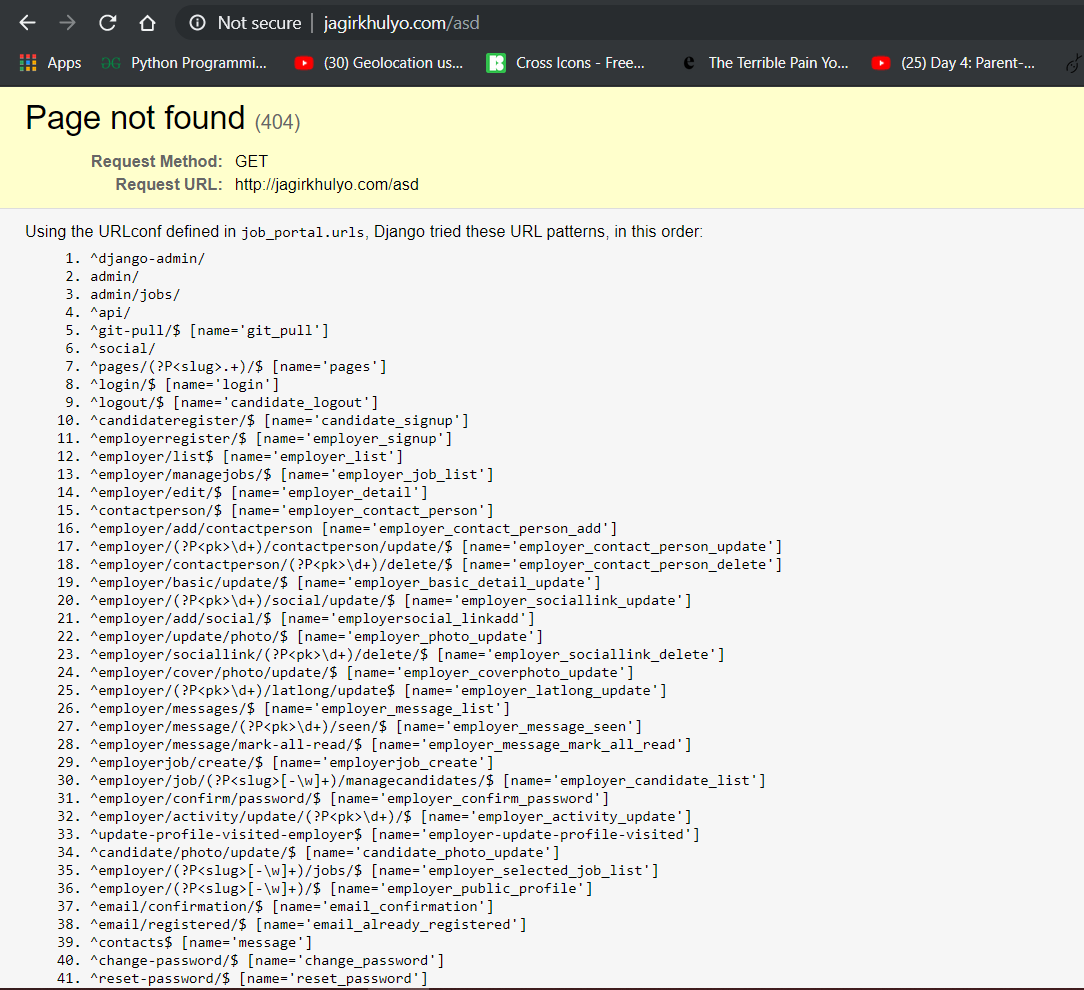 Not secure | jagirkhulyo.com/asd
Apps Python Programmi... (30) Geolocation us... Cross Icons - Free... The Terrible Pain Yo... (25) Day 4: Parent-...
Page not found (404)
Request Method: GET
Request URL: http://jagirkhulyo.com/asd
Using the URLconf defined in job_portal.urls, Django tried these URL patterns, in this order:
1. ^django-admin/
2. admin/
3. admin/jobs/
4. ^api/
5. ^git-pull/$ [name='git_pull']
6. ^social/
7. ^pages/(?P<slug>.+)/$ [name='pages']
8. ^login/$ [name='login']
9. ^logout/$ [name='candidate_logout']
10. ^candidateregister/$ [name='candidate_signup']
11. ^employerregister/$ [name='employer_signup']
12. ^employer/list$ [name='employer_list']
13. ^employer/managejobs/$ [name='employer_job_list']
14. ^employer/edit/$ [name='employer_detail']
15. ^contactperson/$ [name='employer_contact_person']
16. ^employer/add/contactperson [name='employer_contact_person_add']
17. ^employer/(?P<pk>\d+)/contactperson/update/$ [name='employer_contact_person_update']
18. ^employer/contactperson/(?P<pk>\d+)/delete/$ [name='employer_contact_person_delete']
19. ^employer/basic/update/$ [name='employer_basic_detail_update']
20. ^employer/(?P<pk>\d+)/social/update/$ [name='employer_sociallink_update']
21. ^employer/add/social/$ [name='employersocial_linkadd']
22. ^employer/update/photo/$ [name='employer_photo_update']
23. ^employer/sociallink/(?P<pk>\d+)/delete/$ [name='employer_sociallink_delete']
24. ^employer/cover/photo/update/$ [name='employer_coverphoto_update']
25. ^employer/(?P<pk>\d+)/latlong/update$ [name='employer_latlong_update']
26. ^employer/messages/$ [name='employer_message_list']
27. ^employer/message/(?P<pk>\d+)/seen/$ [name='employer_message_seen']
28. ^employer/message/mark-all-read/$ [name='employer_message_mark_all_read']
29. ^employerjob/create/$ [name='employerjob_create']
30. ^employer/job/(?P<slug>[-\w]+)/managecandidates/$ [name='employer_candidate_list']
31. ^employer/confirm/password/$ [name='employer_confirm_password']
32. ^employer/activity/update/(?P<pk>\d+)/$ [name='employer_activity_update']
33. ^update-profile-visited-employer$ [name='employer-update-profile-visited']
34. ^candidate/photo/update/$ [name='candidate_photo_update']
35. ^employer/(?P<slug>[-\w]+)/jobs/$ [name='employer_selected_job_list']
36. ^employer/(?P<slug>[-\w]+)/$ [name='employer_public_profile']
37. ^email/confirmation/$ [name='email_confirmation']
38. ^email/registered/$ [name='email_already_registered']
39. ^contacts$ [name='message']
40. ^change-password/$ [name='change_password']
41. ^reset-password/$ [name='reset_password']